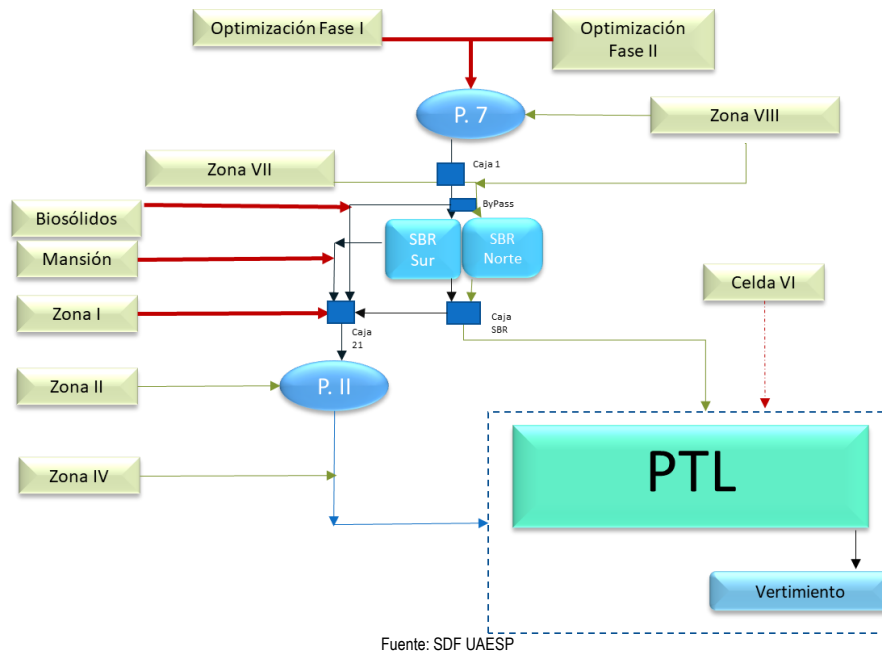 Optimización Fase I
Optimización
Fase II
P. 7
Zona VIII
Caja 1
Zona VII
ByPass
Biosólidos
SBR
Sur
SBR
Norte
Mansión
Celda VI
Zona I
Caja
21
Caja
SBR
Zona II
P. II
PTL
Zona IV
Vertimiento
Fuente: SDF UAESP